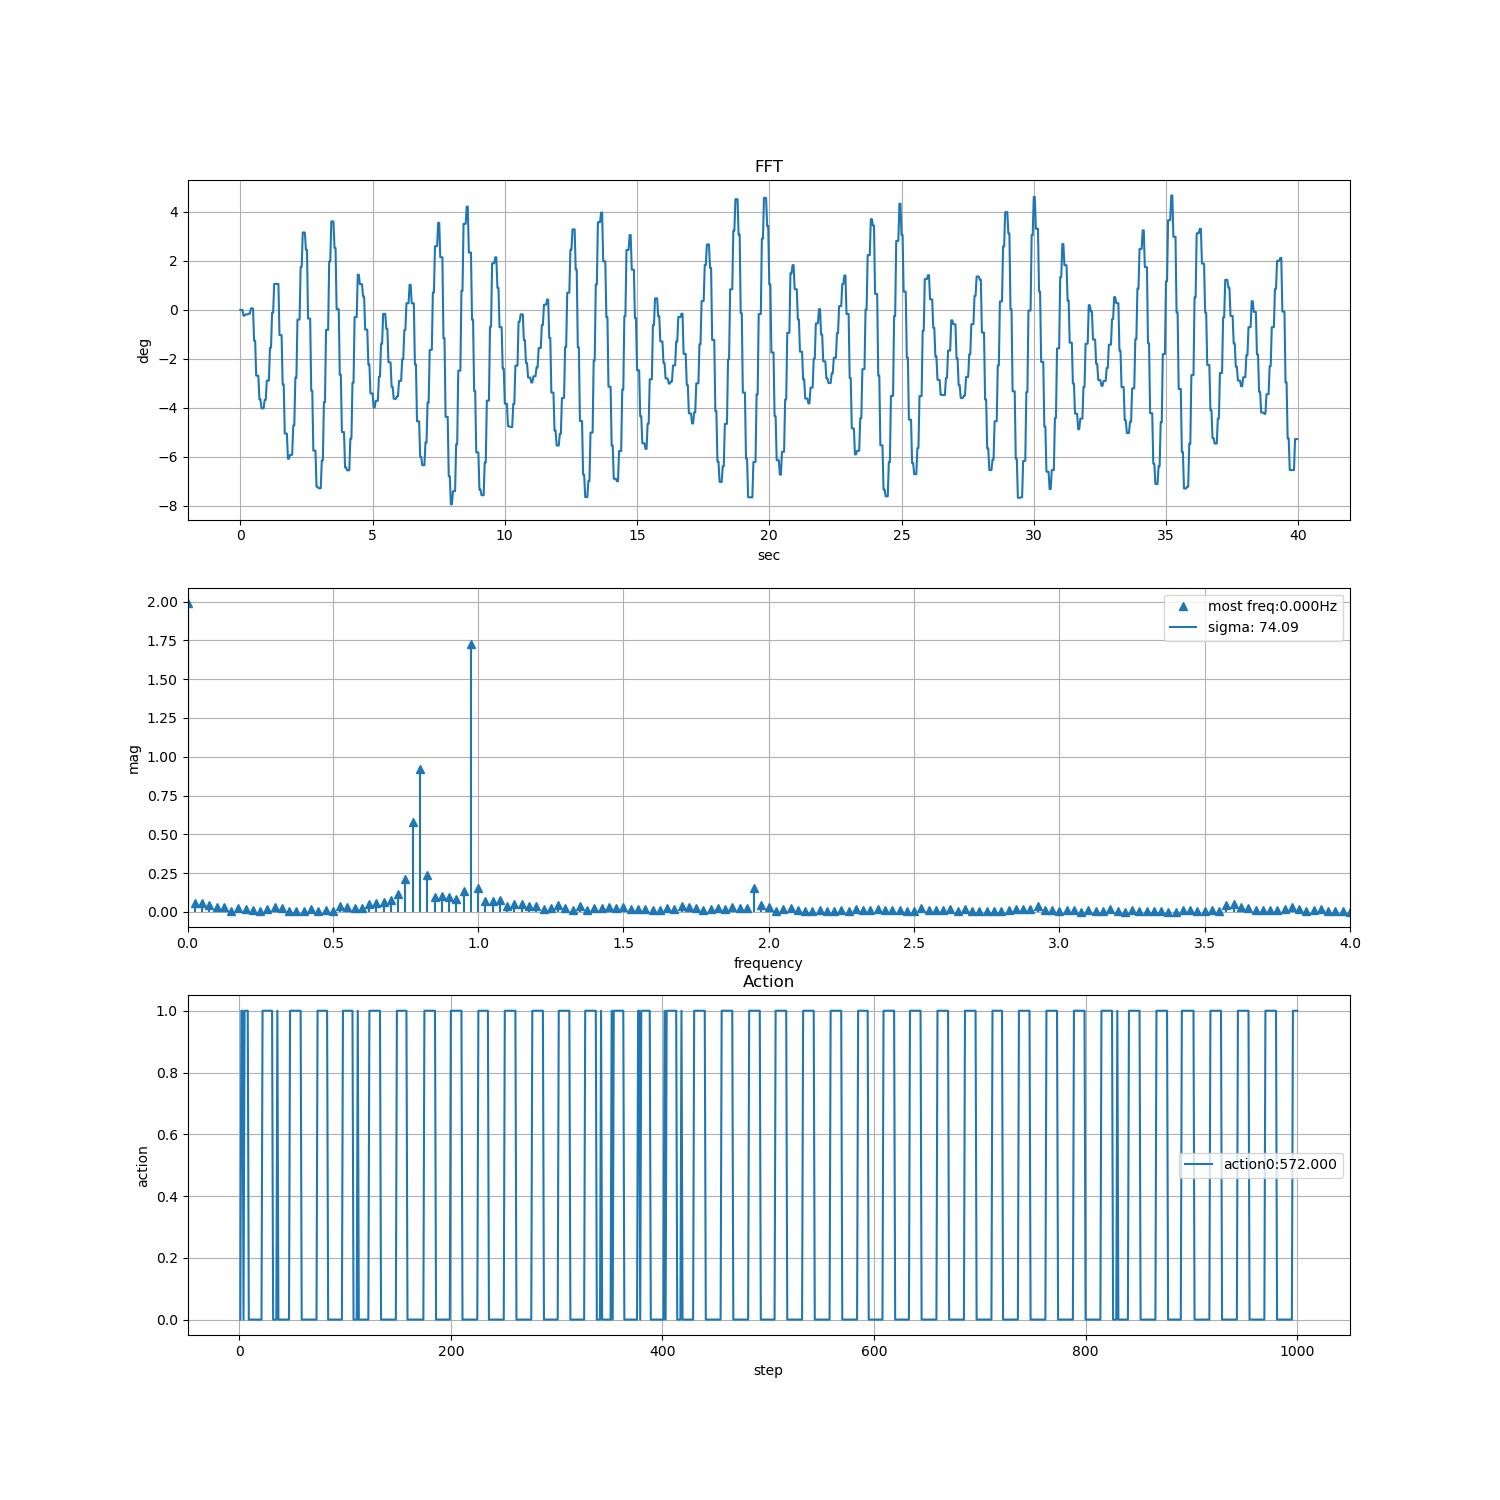 FFT
4
2
0
−2
−4
−6
−8
deg
0 5 10 15 20 25 30 35 40
sec
2.00
1.75
1.50
1.25
1.00
0.75
0.50
0.25
0.00
mag
most freq:0.000Hz
sigma: 74.09
0.0 0.5 1.0 1.5 2.0 2.5 3.0 3.5 4.0
frequency
Action
1.0
0.8
0.6
0.4
0.2
0.0
action
action0:572.000
0 200 400 600 800 1000
step